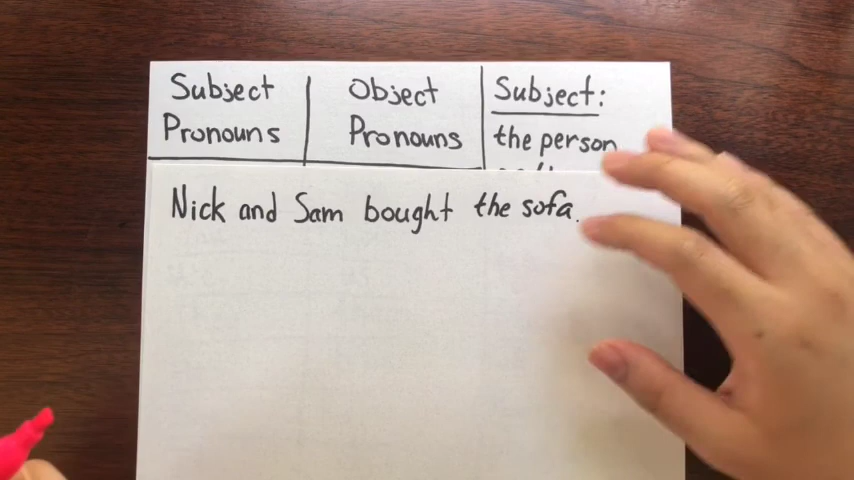 Subject Pronouns
Object Pronouns
Subject:
the person
Nick and Sam bought the sofa.